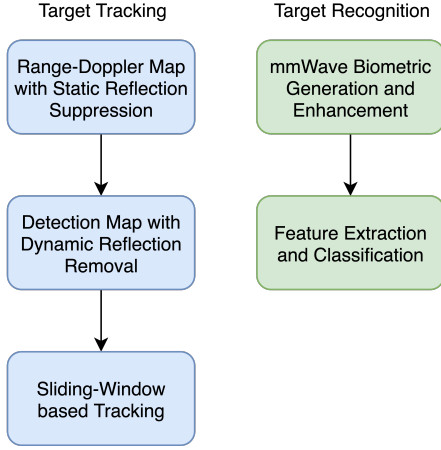 Target Tracking
Range-Doppler Map
with Static Reflection
Suppression
Detection Map with
Dynamic Reflection
Removal
Sliding-Window
based Tracking
Target Recognition
mmWave Biometric
Generation and
Enhancement
Feature Extraction
and Classification